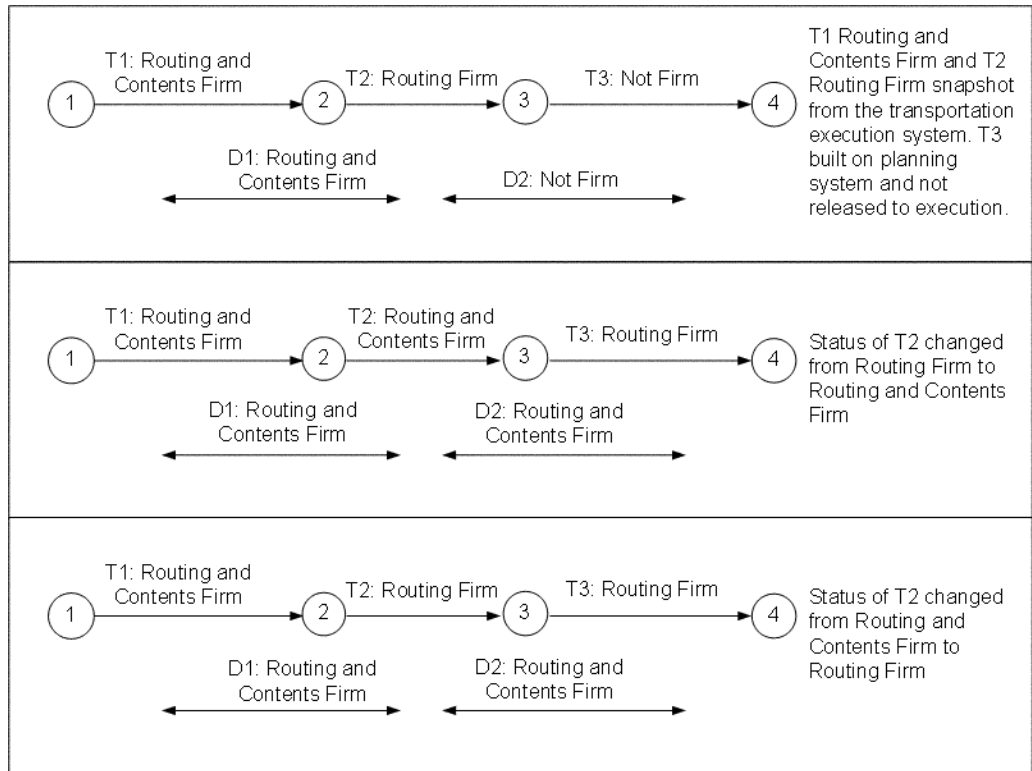 T1: Routing and
Contents Firm
T2: Routing Firm
T3: Not Firm
1
2
3
4
D1: Routing and
Contents Firm
D2: Not Firm
T1 Routing and
Contents Firm and T2
Routing Firm snapshot
from the transportation
execution system. T3
built on planning
system and not
released to execution.
T1: Routing and
Contents Firm
T2: Routing and
Contents Firm
T3: Routing Firm
1
2
3
4
D1: Routing and
Contents Firm
D2: Routing and
Contents Firm
Status of T2 changed
from Routing Firm to
Routing and Contents
Firm
T1: Routing and
Contents Firm
T2: Routing Firm
T3: Routing Firm
1
2
3
4
D1: Routing and
Contents Firm
D2: Routing and
Contents Firm
Status of T2 changed
from Routing and
Contents Firm to
Routing Firm